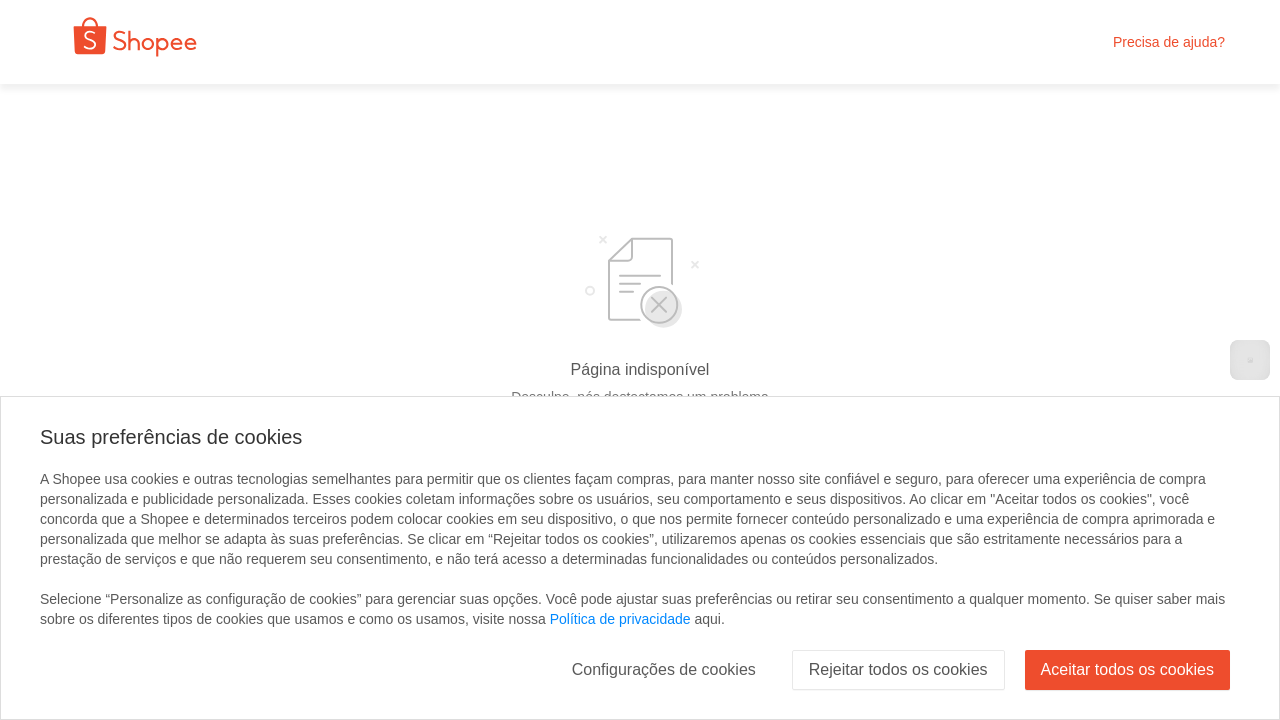 Shopee
Precisa de ajuda?
Página indisponível
Suas preferências de cookies
A Shopee usa cookies e outras tecnologias semelhantes para permitir que os clientes façam compras, para manter nosso site confiável e seguro, para oferecer uma experiência de compra
personalizada e publicidade personalizada. Esses cookies coletam informações sobre os usuários, seu comportamento e seus dispositivos. Ao clicar em "Aceitar todos os cookies", você
concorda que a Shopee e determinados terceiros podem colocar cookies em seu dispositivo, o que nos permite fornecer conteúdo personalizado e uma experiência de compra aprimorada e
personalizada que melhor se adapta às suas preferências. Se clicar em “Rejeitar todos os cookies”, utilizaremos apenas os cookies essenciais que são estritamente necessários para a
prestação de serviços e que não requerem seu consentimento, e não terá acesso a determinadas funcionalidades ou conteúdos personalizados.
Selecione “Personalize as configuração de cookies” para gerenciar suas opções. Você pode ajustar suas preferências ou retirar seu consentimento a qualquer momento. Se quiser saber mais
sobre os diferentes tipos de cookies que usamos e como os usamos, visite nossa Política de privacidade aqui.
Configurações de cookies
Rejeitar todos os cookies
Aceitar todos os cookies